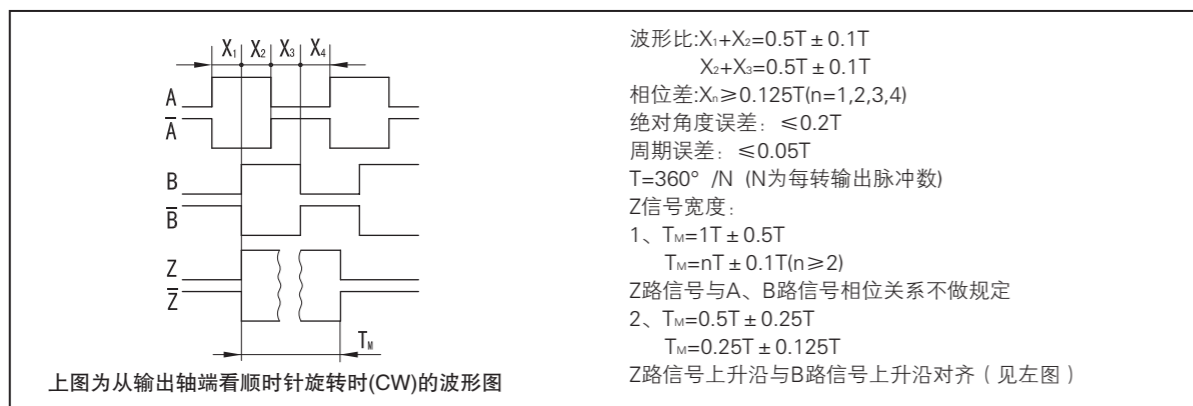 X₁ X₂ X₃ X₄
A
A̅
B
B̅
Z
Z̅
Tᴍ
上图为从输出轴端看顺时针旋转时(CW)的波形图
波形比:X₁+X₂=0.5T±0.1T
X₂+X₃=0.5T±0.1T
相位差:Xₙ≥0.125T(n=1,2,3,4)
绝对角度误差：≤0.2T
周期误差：≤0.05T
T=360° /N (N为每转输出脉冲数)
Z信号宽度：
1、Tᴍ=1T±0.5T
Tᴍ=nT±0.1T(n≥2)
Z路信号与A、B路信号相位关系不做规定
2、Tᴍ=0.5T±0.25T
Tᴍ=0.25T±0.125T
Z路信号上升沿与B路信号上升沿对齐（见左图）